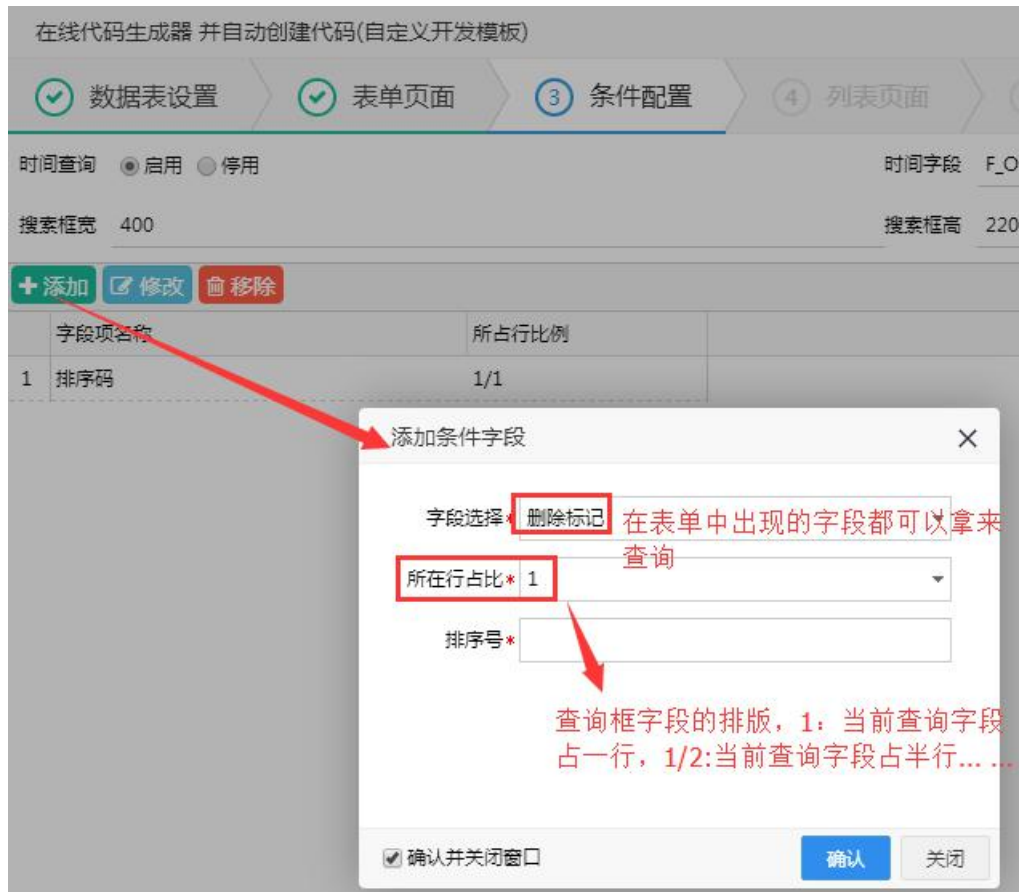 在线代码生成器 并自动创建代码(自定义开发模板)
数据表设置 表单页面 3 条件配置 4 列表页面
时间查询 启用 停用 时间字段 F_O
搜索框宽 400 搜索框高 220
添加 修改 移除
字段项名称 所占行比例
1 排序码 1/1
添加条件字段
字段选择* 删除标记 在表单中出现的字段都可以拿来
查询
所在行占比* 1
排序号*
查询框字段的排版，1：当前查询字段
占一行，1/2:当前查询字段占半行... ...
确认并关闭窗口 确认 关闭